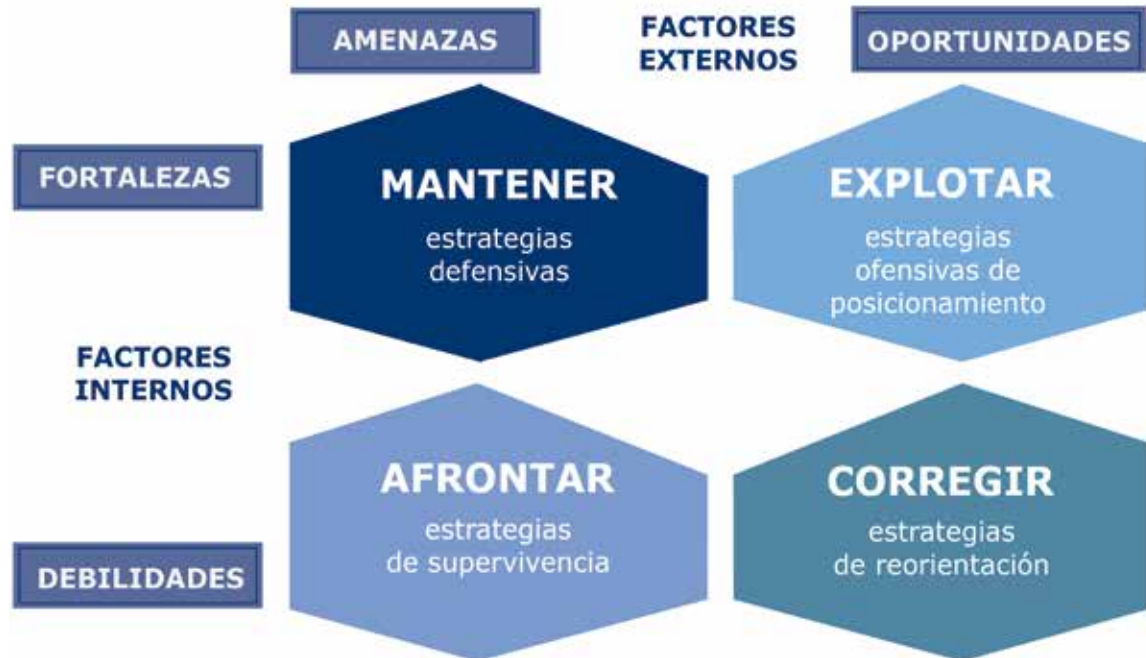 AMENAZAS
FACTORES
EXTERNOS
OPORTUNIDADES
FORTALEZAS
MANTENER
estrategias
defensivas
EXPLOTAR
estrategias
ofensivas de
posicionamiento
FACTORES
INTERNOS
DEBILIDADES
AFRONTAR
estrategias
de supervivencia
CORREGIR
estrategias
de reorientación